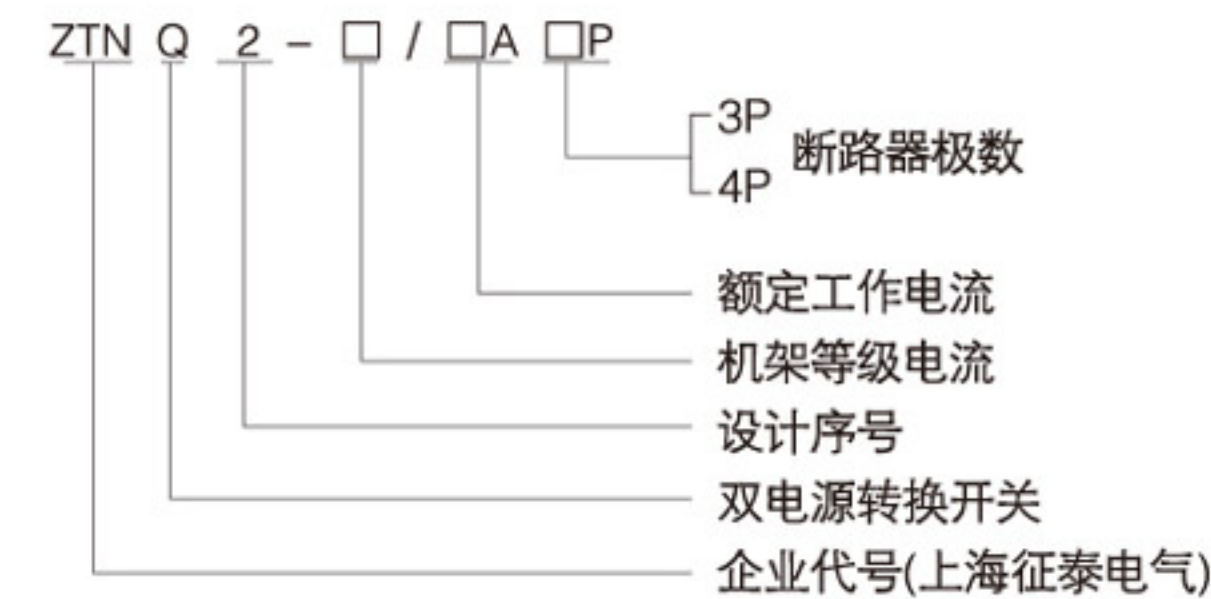 ZTN Q 2 - □ / □A □P
3P
断路器极数
4P
额定工作电流
机架等级电流
设计序号
双电源转换开关
企业代号(上海征泰电气)